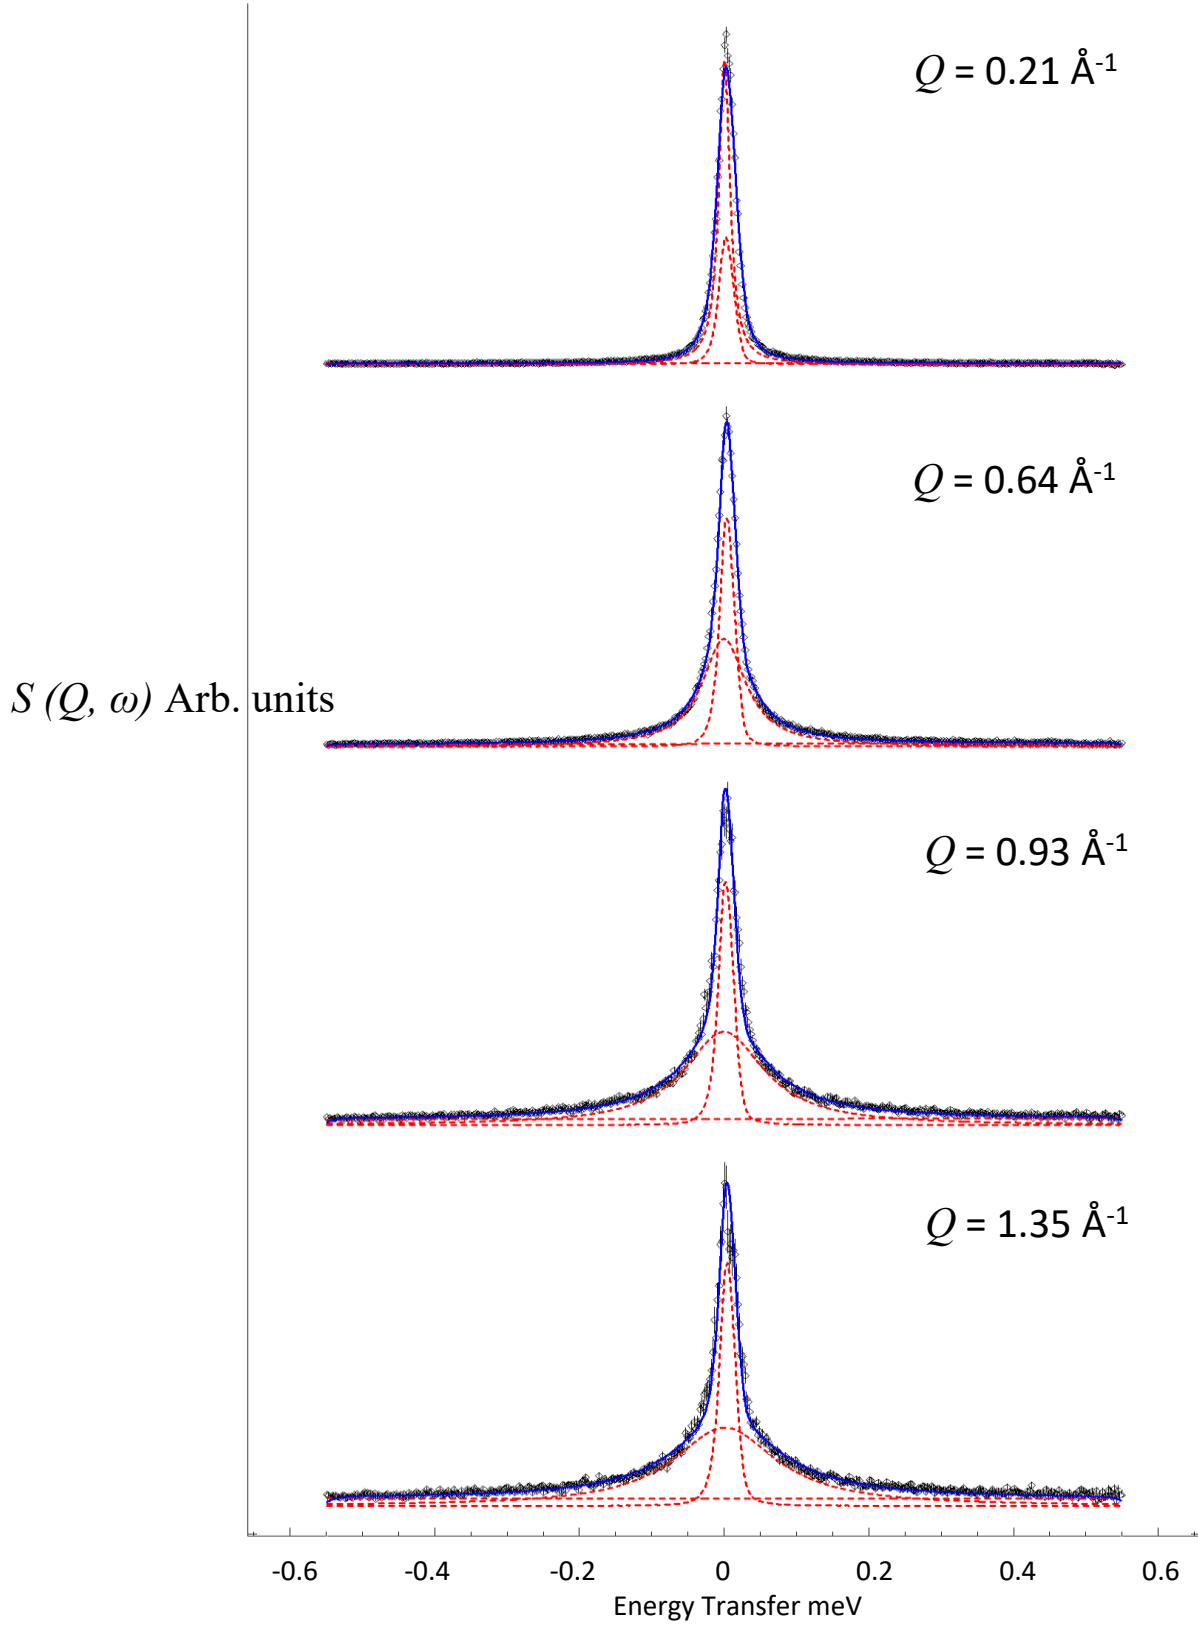 Q = 0.21 Å-1
Q = 0.64 Å-1
S (Q, ω) Arb. units
Q = 0.93 Å-1
Q = 1.35 Å-1
-0.6 -0.4 -0.2 0 0.2 0.4 0.6
Energy Transfer meV